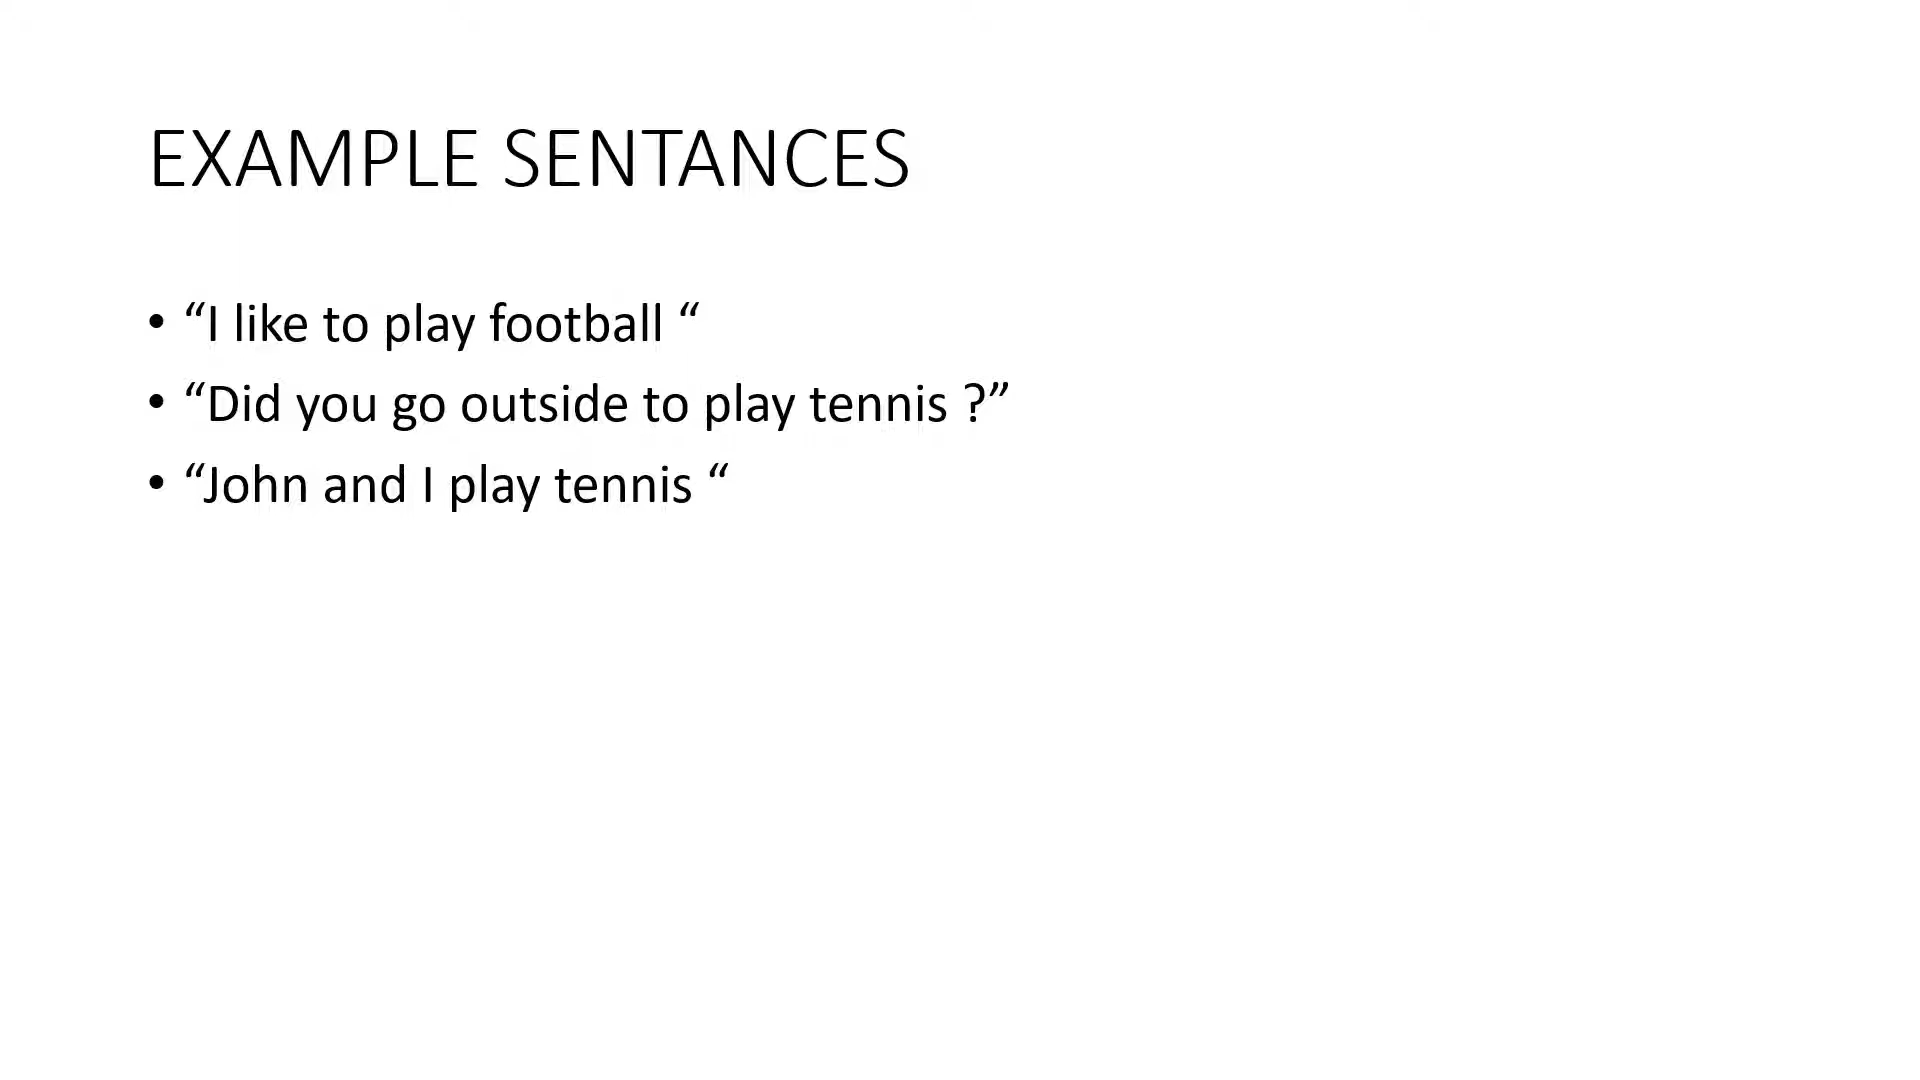 EXAMPLE SENTANCES
• “I like to play football “
• “Did you go outside to play tennis ?”
• “John and I play tennis “